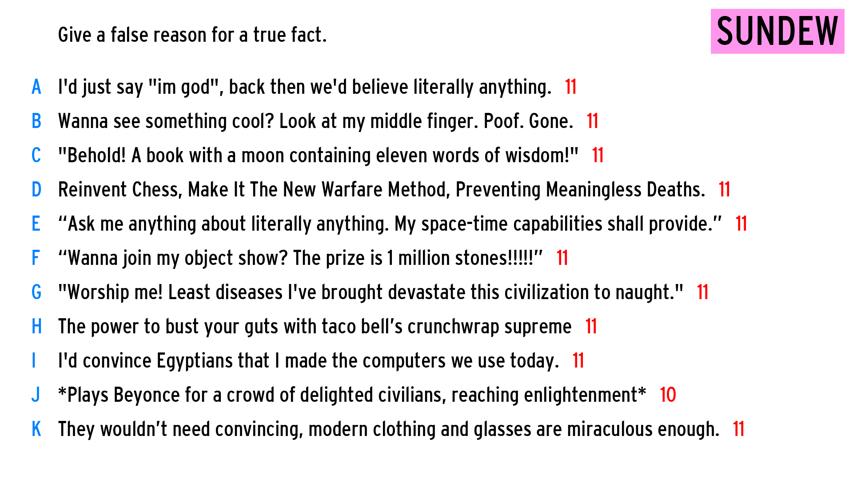 Give a false reason for a true fact.
SUNDEW
A I'd just say "im god", back then we'd believe literally anything. 11
B Wanna see something cool? Look at my middle finger. Poof. Gone. 11
C "Behold! A book with a moon containing eleven words of wisdom!" 11
D Reinvent Chess, Make It The New Warfare Method, Preventing Meaningless Deaths. 11
E “Ask me anything about literally anything. My space-time capabilities shall provide.” 11
F “Wanna join my object show? The prize is 1 million stones!!!!!” 11
G "Worship me! Least diseases I've brought devastate this civilization to naught." 11
H The power to bust your guts with taco bell’s crunchwrap supreme 11
I I'd convince Egyptians that I made the computers we use today. 11
J *Plays Beyonce for a crowd of delighted civilians, reaching enlightenment* 10
K They wouldn’t need convincing, modern clothing and glasses are miraculous enough. 11